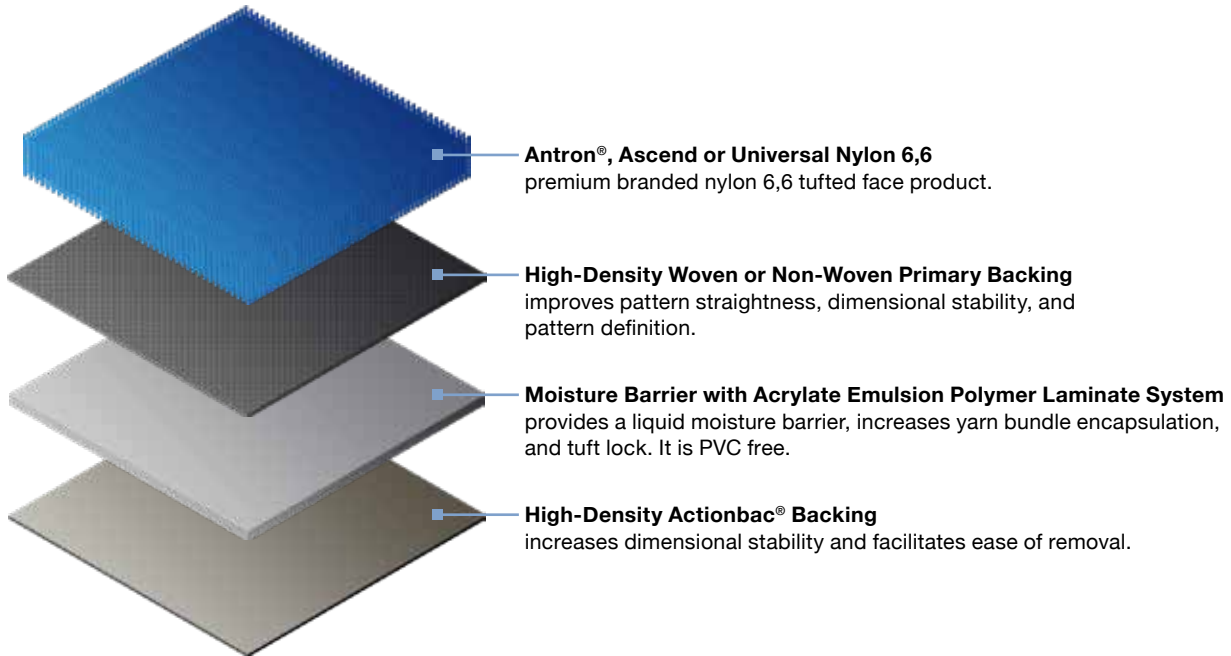 Antron®, Ascend or Universal Nylon 6,6
premium branded nylon 6,6 tufted face product.
High-Density Woven or Non-Woven Primary Backing
improves pattern straightness, dimensional stability, and
pattern definition.
Moisture Barrier with Acrylate Emulsion Polymer Laminate System
provides a liquid moisture barrier, increases yarn bundle encapsulation,
and tuft lock. It is PVC free.
High-Density Actionbac® Backing
increases dimensional stability and facilitates ease of removal.